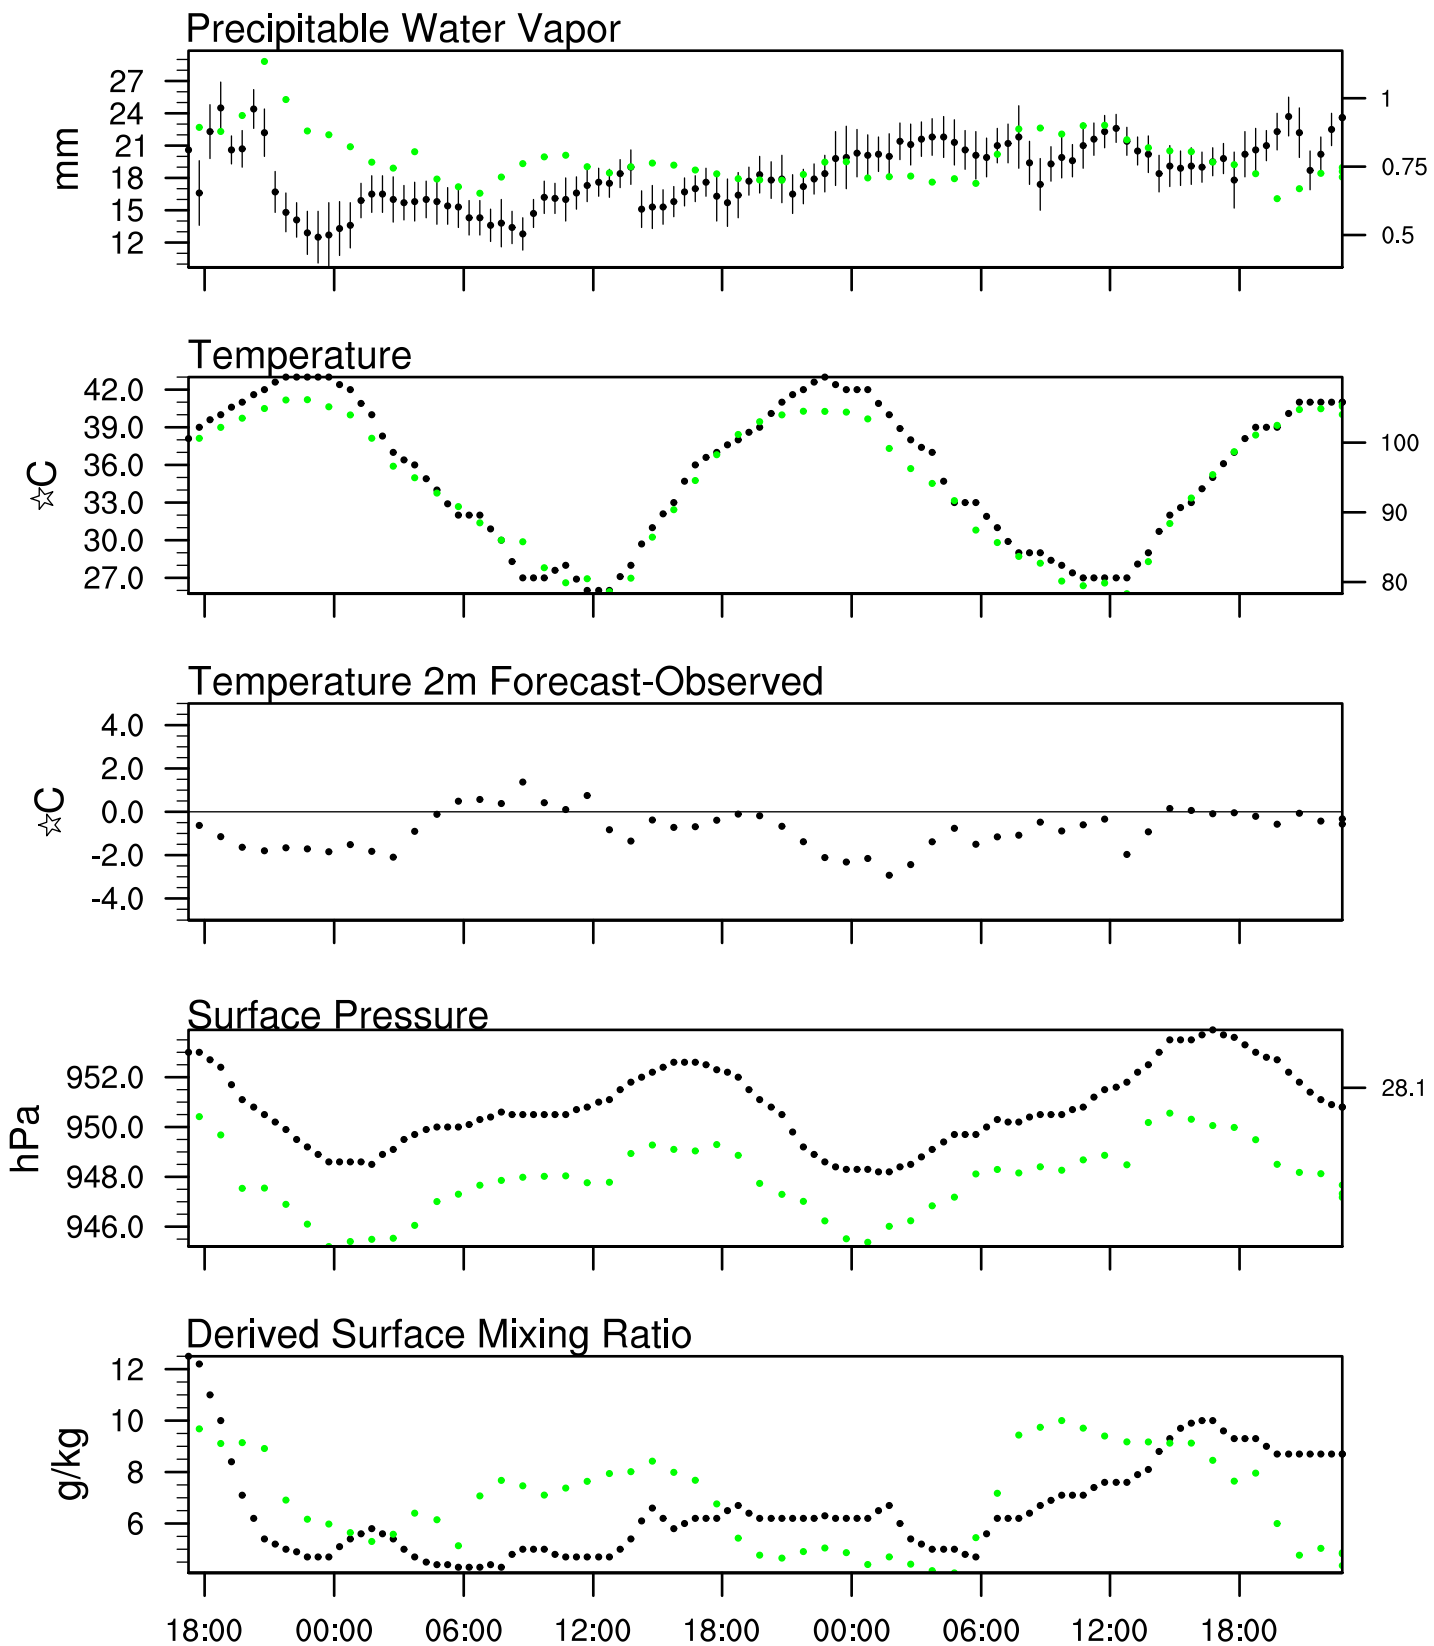 Precipitable Water Vapor
27
24
21
18
15
12
mm
1
0.75
0.5
Temperature
42.0
39.0
36.0
33.0
30.0
27.0
☆C
100
90
80
Temperature 2m Forecast-Observed
4.0
2.0
0.0
-2.0
-4.0
☆C
Surface Pressure
952.0
950.0
948.0
946.0
hPa
28.1
Derived Surface Mixing Ratio
12
10
8
6
g/kg
18:00 00:00 06:00 12:00 18:00 00:00 06:00 12:00 18:00